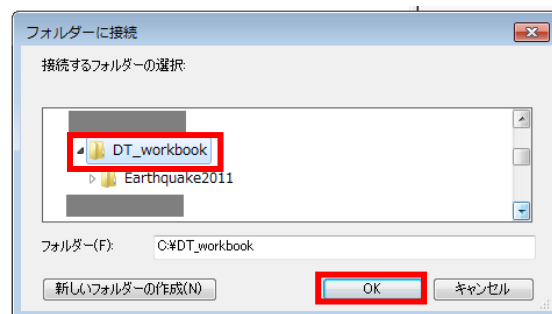 フォルダーに接続
接続するフォルダーの選択:
DT_workbook
Earthquake2011
フォルダー(F): C:¥DT_workbook
新しいフォルダーの作成(N) OK キャンセル